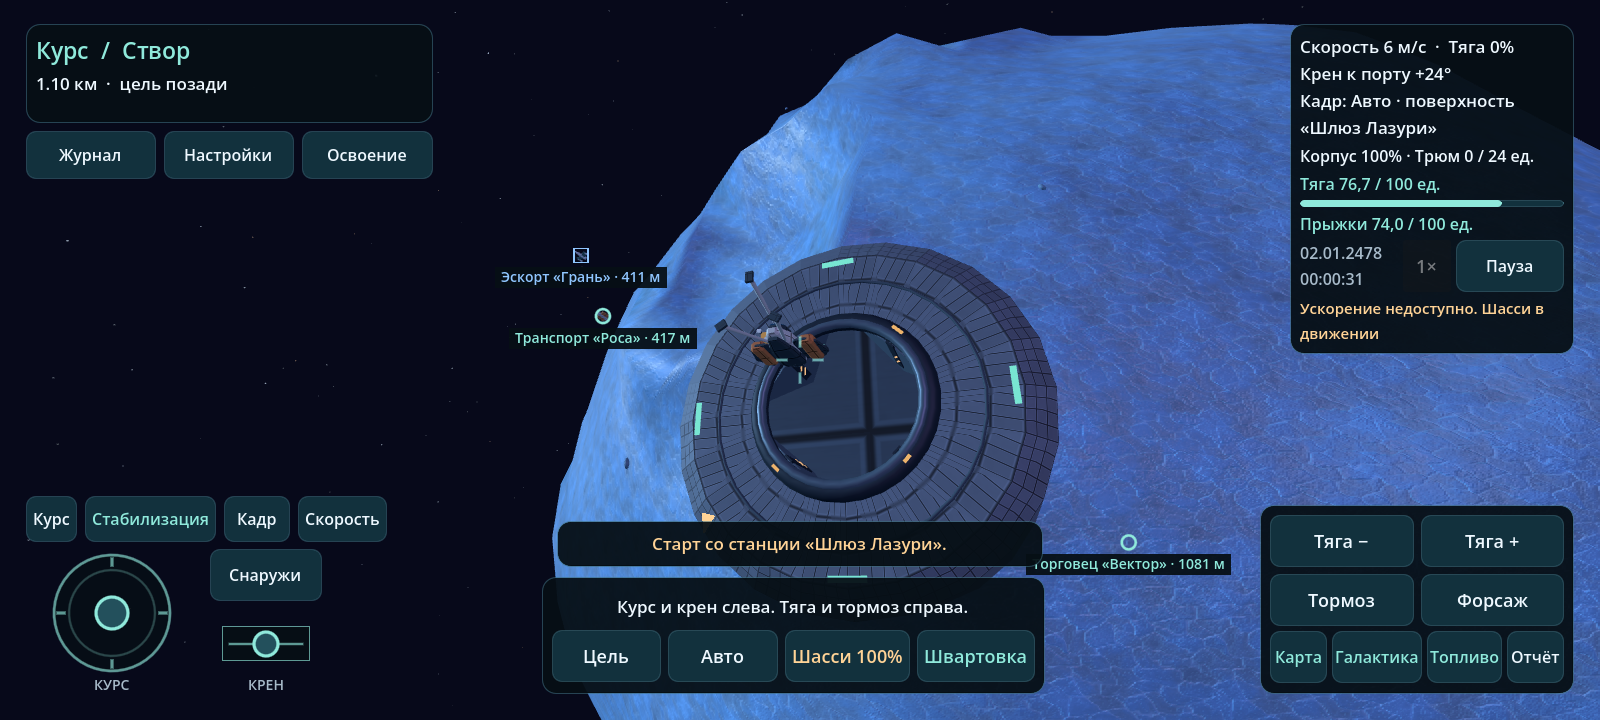 Курс / Створ
1.10 км · цель позади
Журнал
Настройки
Освоение
Скорость 6 м/с · Тяга 0%
Крен к порту +24°
Кадр: Авто · поверхность
«Шлюз Лазури»
Корпус 100% · Трюм 0 / 24 ед.
Тяга 76,7 / 100 ед.
Прыжки 74,0 / 100 ед.
02.01.2478
00:00:31
1×
Пауза
Ускорение недоступно. Шасси в
движении
Эскорт «Грань» · 411 м
Транспорт «Роса» · 417 м
Торговец «Вектор» · 1081 м
Курс
Стабилизация
Кадр
Скорость
Снаружи
КУРС
КРЕН
Старт со станции «Шлюз Лазури».
Курс и крен слева. Тяга и тормоз справа.
Цель
Авто
Шасси 100%
Швартовка
Тяга −
Тяга +
Тормоз
Форсаж
Карта
Галактика
Топливо
Отчёт